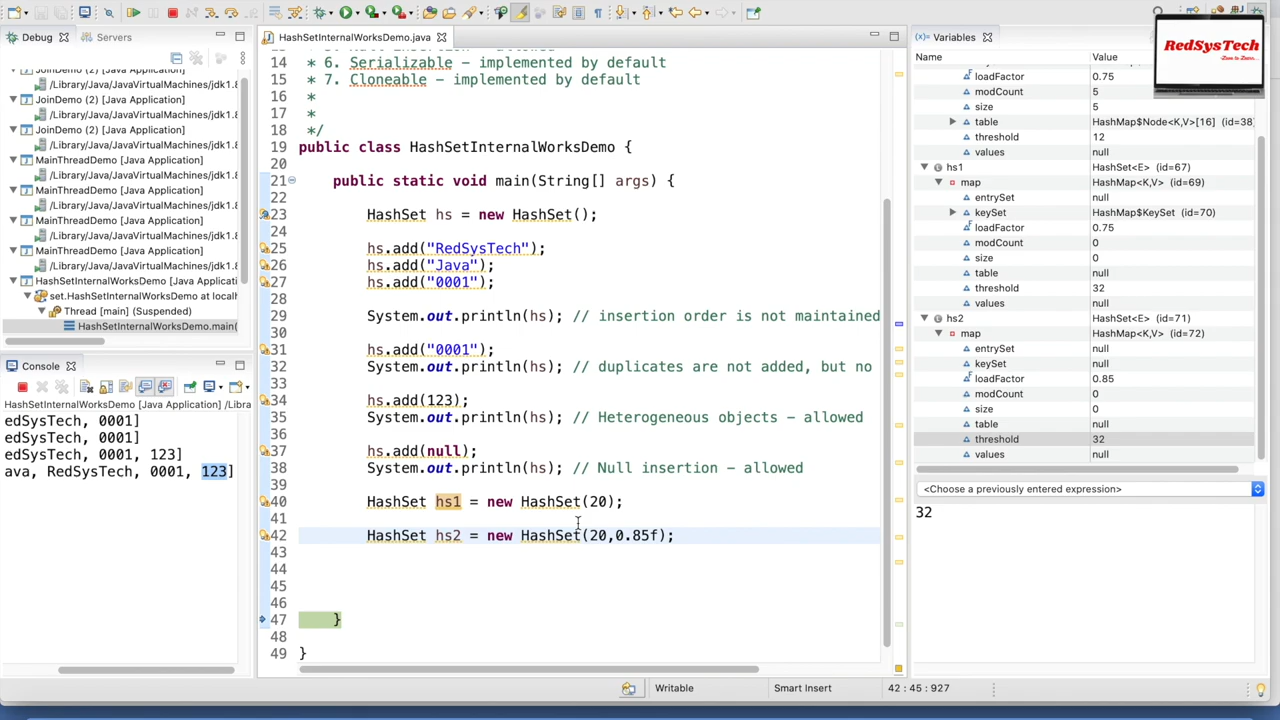 Debug
Servers
JoinDemo (2) [Java Application]
/Library/Java/JavaVirtualMachines/jdk1.8
JoinDemo (2) [Java Application]
/Library/Java/JavaVirtualMachines/jdk1.8
JoinDemo (2) [Java Application]
/Library/Java/JavaVirtualMachines/jdk1.8
MainThreadDemo [Java Application]
/Library/Java/JavaVirtualMachines/jdk1.8
MainThreadDemo [Java Application]
/Library/Java/JavaVirtualMachines/jdk1.8
MainThreadDemo [Java Application]
/Library/Java/JavaVirtualMachines/jdk1.8
MainThreadDemo [Java Application]
/Library/Java/JavaVirtualMachines/jdk1.8
HashSetInternalWorksDemo [Java Applicatio
set.HashSetInternalWorksDemo at locall
Thread [main] (Suspended)
HashSetInternalWorksDemo.main(
Console
HashSetInternalWorksDemo [Java Application] /Libra
edSysTech, 0001]
edSysTech, 0001]
edSysTech, 0001, 123]
ava, RedSysTech, 0001, 123]
HashSetInternalWorksDemo.java
14 * 6. Serializable – implemented by default
15 * 7. Cloneable – implemented by default
16 *
17 *
18 */
19 public class HashSetInternalWorksDemo {
20
21 public static void main(String[] args) {
22
23 HashSet hs = new HashSet();
24
25 hs.add("RedSysTech");
26 hs.add("Java");
27 hs.add("0001");
28
29 System.out.println(hs); // insertion order is not maintained
30
31 hs.add("0001");
32 System.out.println(hs); // duplicates are not added, but no
33
34 hs.add(123);
35 System.out.println(hs); // Heterogeneous objects – allowed
36
37 hs.add(null);
38 System.out.println(hs); // Null insertion – allowed
39
40 HashSet hs1 = new HashSet(20);
41
42 HashSet hs2 = new HashSet(20,0.85f);
43
44
45
46
47 }
48
49 }
(x)= Variables
Name Value
loadFactor 0.75
modCount 5
size 5
table HashMap$Node<K,V>[16] (id=38)
threshold 12
values null
hs1 HashSet<E> (id=67)
map HashMap<K,V> (id=69)
entrySet null
keySet HashMap$KeySet (id=70)
loadFactor 0.75
modCount 0
size 0
table null
threshold 32
values null
hs2 HashSet<E> (id=71)
map HashMap<K,V> (id=72)
entrySet null
keySet null
loadFactor 0.85
modCount 0
size 0
table null
threshold 32
values null
<Choose a previously entered expression>
32
RedSysTech
Writable
Smart Insert
42 : 45 : 927